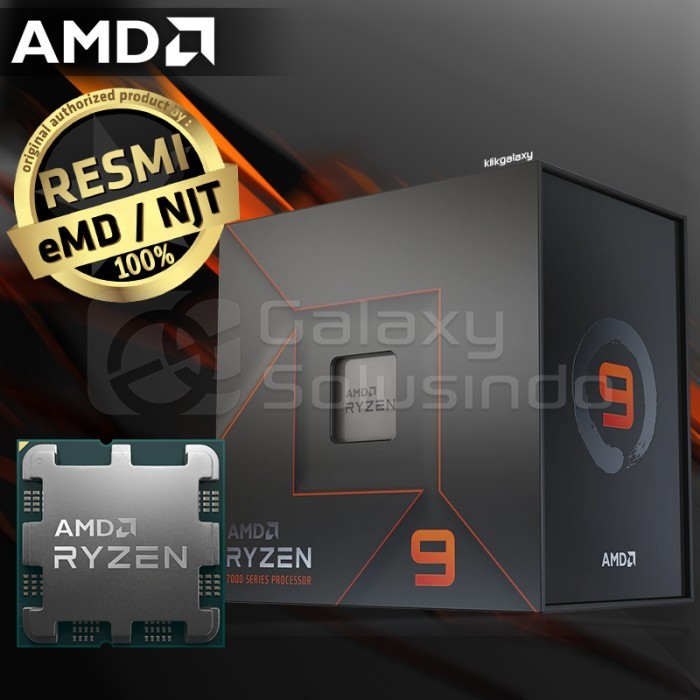 AMD
original authorized product by :
RESMI
eMD / NJT
100%
klikgalaxy
Galaxy
Solusindo
AMD
RYZEN
9
AMD
RYZEN
9
7000 SERIES PROCESSOR
AMD
AMD
RYZEN